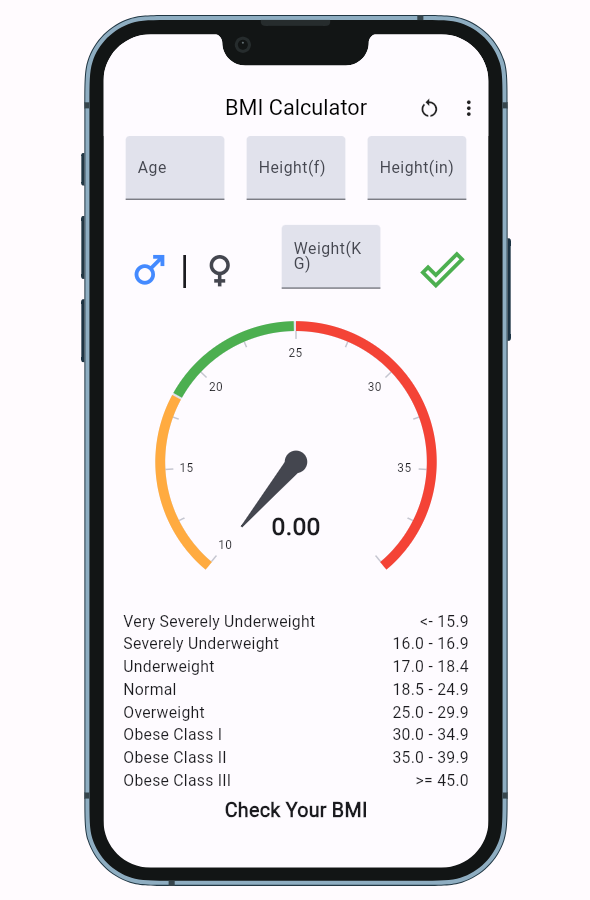 BMI Calculator
Age
Height(f)
Height(in)
Weight(K
G)
25
20
30
15
35
10
0.00
Very Severely Underweight <- 15.9
Severely Underweight 16.0 - 16.9
Underweight 17.0 - 18.4
Normal 18.5 - 24.9
Overweight 25.0 - 29.9
Obese Class I 30.0 - 34.9
Obese Class II 35.0 - 39.9
Obese Class III >= 45.0
Check Your BMI